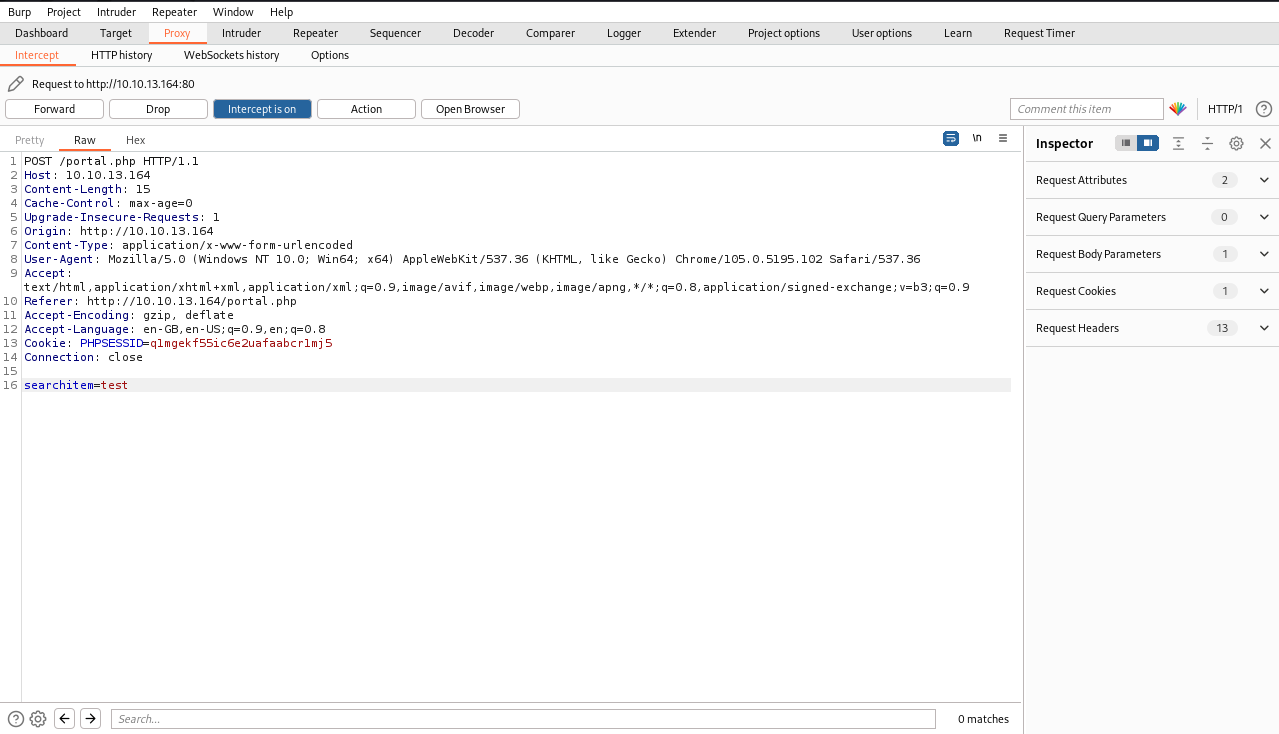 Burp Project Intruder Repeater Window Help
Dashboard Target Proxy Intruder Repeater Sequencer Decoder Comparer Logger Extender Project options User options Learn Request Timer
Intercept HTTP history WebSockets history Options
Request to http://10.10.13.164:80
Forward Drop Intercept is on Action Open Browser Comment this item HTTP/1 ?
Pretty Raw Hex \n ≡
Inspector
1 POST /portal.php HTTP/1.1
2 Host: 10.10.13.164
3 Content-Length: 15
4 Cache-Control: max-age=0
5 Upgrade-Insecure-Requests: 1
6 Origin: http://10.10.13.164
7 Content-Type: application/x-www-form-urlencoded
8 User-Agent: Mozilla/5.0 (Windows NT 10.0; Win64; x64) AppleWebKit/537.36 (KHTML, like Gecko) Chrome/105.0.5195.102 Safari/537.36
9 Accept:
text/html,application/xhtml+xml,application/xml;q=0.9,image/avif,image/webp,image/apng,*/*;q=0.8,application/signed-exchange;v=b3;q=0.9
10 Referer: http://10.10.13.164/portal.php
11 Accept-Encoding: gzip, deflate
12 Accept-Language: en-GB,en-US;q=0.9,en;q=0.8
13 Cookie: PHPSESSID=q1mgekf55ic6e2uafaabcr1mj5
14 Connection: close
15
16 searchitem=test
Request Attributes 2
Request Query Parameters 0
Request Body Parameters 1
Request Cookies 1
Request Headers 13
? Search... 0 matches